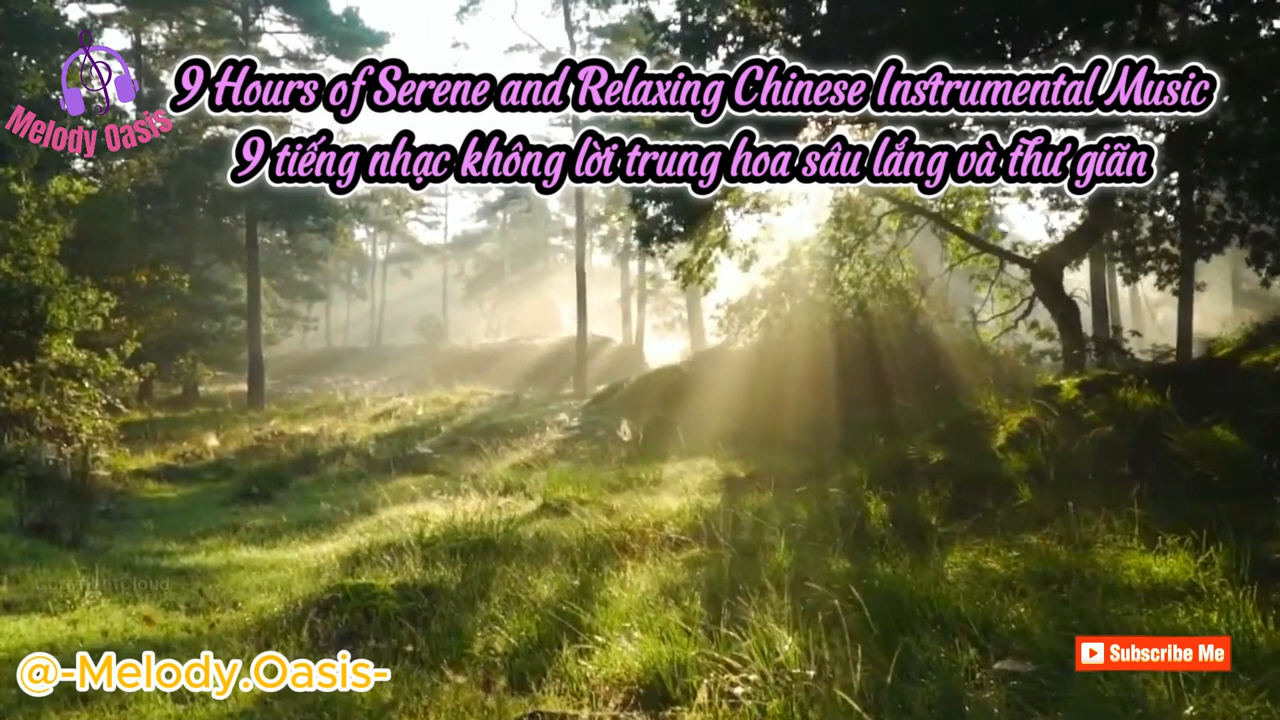 Melody Oasis
9 Hours of Serene and Relaxing Chinese Instrumental Music
9 tiếng nhạc không lời trung hoa sâu lắng và thư giãn
@-Melody.Oasis-
Subscribe Me